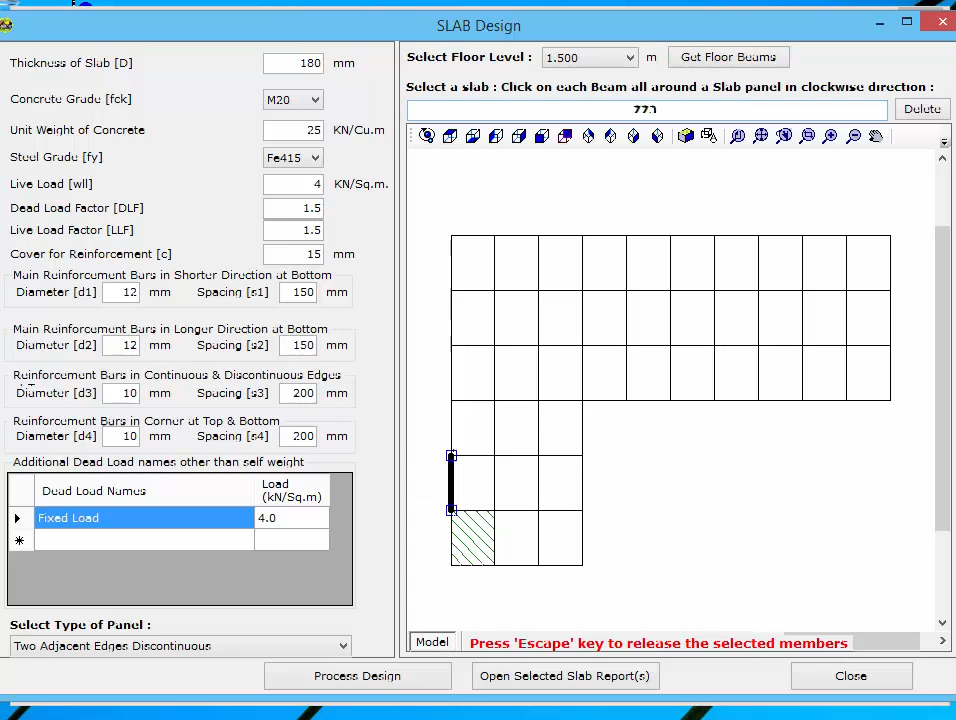 SLAB Design
Thickness of Slab [D] 180 mm
Concrete Grade [fck] M20
Unit Weight of Concrete 25 KN/Cu.m
Steel Grade [fy] Fe415
Live Load [wll] 4 KN/Sq.m.
Dead Load Factor [DLF] 1.5
Live Load Factor [LLF] 1.5
Cover for Reinforcement [c] 15 mm
Main Reinforcement Bars in Shorter Direction at Bottom
Diameter [d1] 12 mm Spacing [s1] 150 mm
Main Reinforcement Bars in Longer Direction at Bottom
Diameter [d2] 12 mm Spacing [s2] 150 mm
Reinforcement Bars in Continuous & Discontinuous Edges
Diameter [d3] 10 mm Spacing [s3] 200 mm
Reinforcement Bars in Corner at Top & Bottom
Diameter [d4] 10 mm Spacing [s4] 200 mm
Additional Dead Load names other than self weight
Dead Load Names Load (kN/Sq.m)
Fixed Load 4.0
Select Type of Panel :
Two Adjacent Edges Discontinuous
Select Floor Level : 1.500 m Get Floor Beams
Select a slab : Click on each Beam all around a Slab panel in clockwise direction :
Delete
Model Press 'Escape' key to release the selected members
Process Design Open Selected Slab Report(s) Close